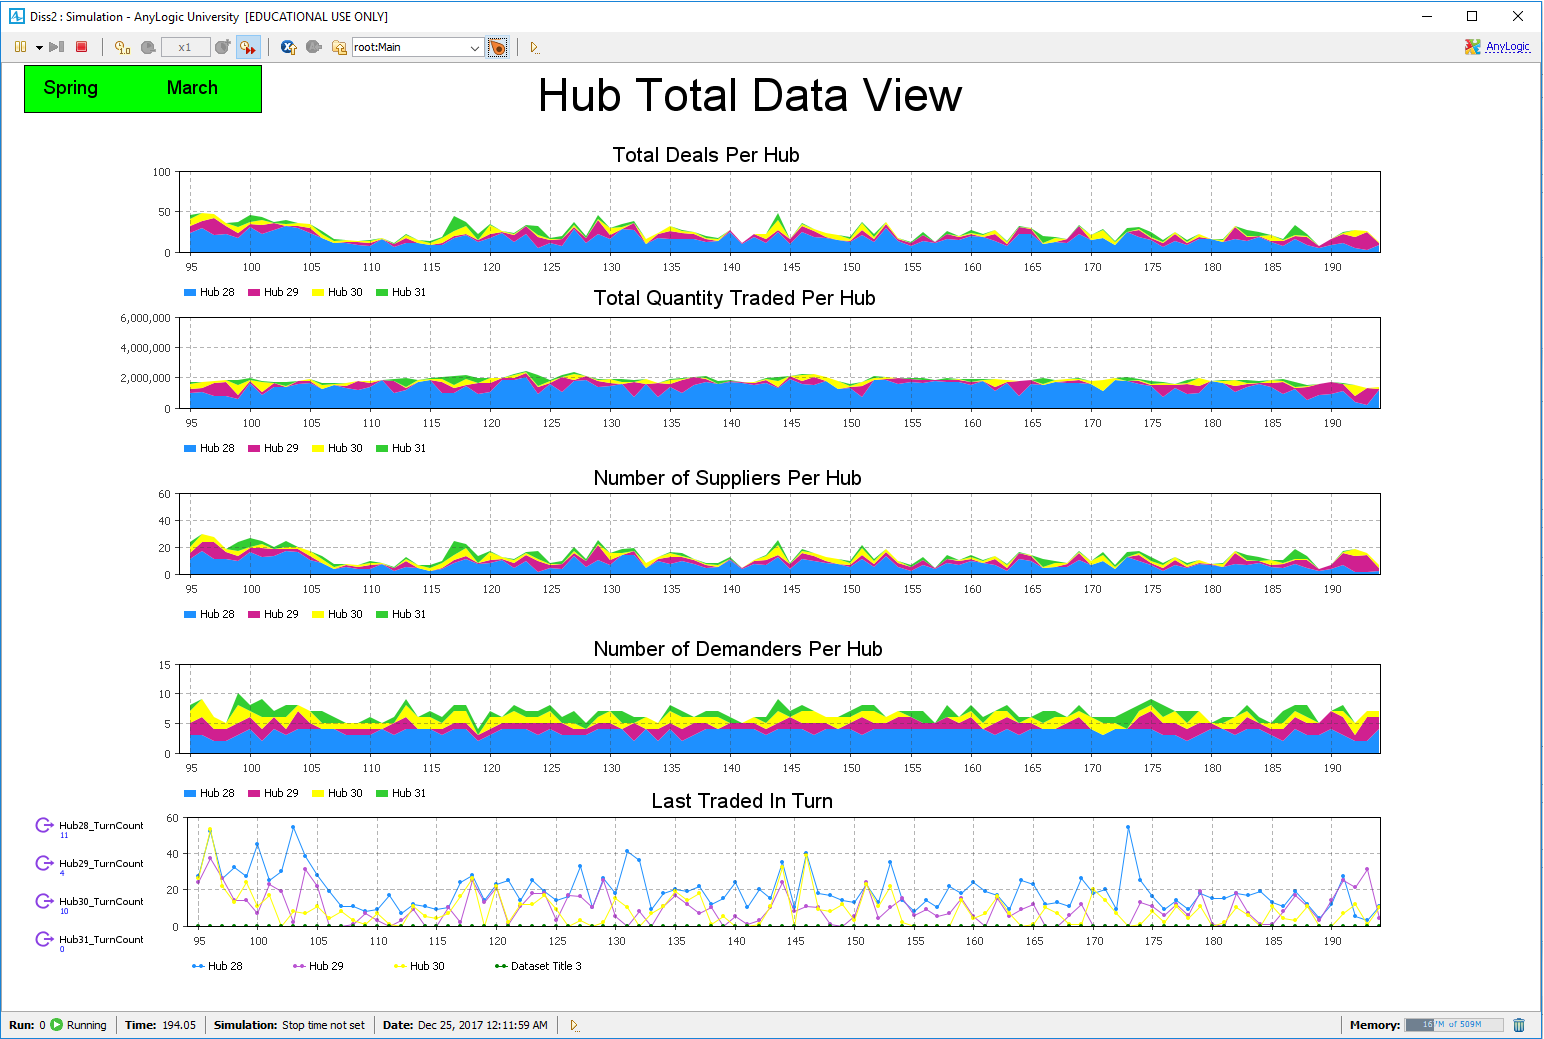 Diss2 : Simulation - AnyLogic University [EDUCATIONAL USE ONLY]
x1
root:Main
AnyLogic
Spring March
Hub Total Data View
Total Deals Per Hub
100
50
0
95 100 105 110 115 120 125 130 135 140 145 150 155 160 165 170 175 180 185 190
Hub 28 Hub 29 Hub 30 Hub 31
Total Quantity Traded Per Hub
6,000,000
4,000,000
2,000,000
0
95 100 105 110 115 120 125 130 135 140 145 150 155 160 165 170 175 180 185 190
Hub 28 Hub 29 Hub 30 Hub 31
Number of Suppliers Per Hub
60
40
20
0
95 100 105 110 115 120 125 130 135 140 145 150 155 160 165 170 175 180 185 190
Hub 28 Hub 29 Hub 30 Hub 31
Number of Demanders Per Hub
15
10
5
0
95 100 105 110 115 120 125 130 135 140 145 150 155 160 165 170 175 180 185 190
Hub 28 Hub 29 Hub 30 Hub 31
Last Traded In Turn
Hub28_TurnCount
11
Hub29_TurnCount
4
Hub30_TurnCount
10
Hub31_TurnCount
0
60
40
20
0
95 100 105 110 115 120 125 130 135 140 145 150 155 160 165 170 175 180 185 190
Hub 28 Hub 29 Hub 30 Dataset Title 3
Run: 0 Running Time: 194.05 Simulation: Stop time not set Date: Dec 25, 2017 12:11:59 AM Memory: of 509M